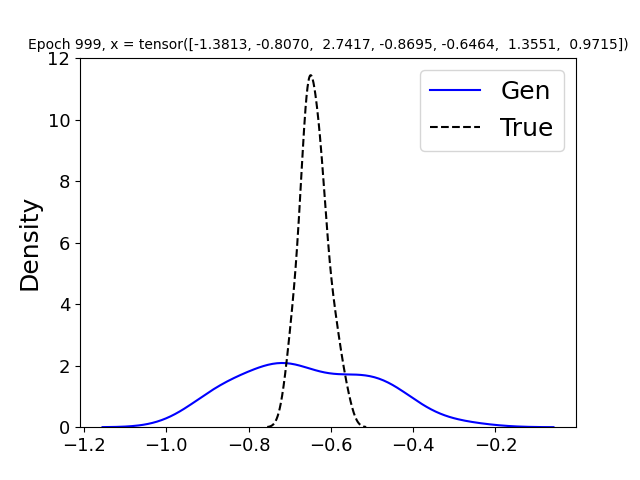 Epoch 999, x = tensor([-1.3813, -0.8070,  2.7417, -0.8695, -0.6464,  1.3551,  0.9715])
12
10
8
6
4
2
0
Density
Gen
True
−1.2 −1.0 −0.8 −0.6 −0.4 −0.2